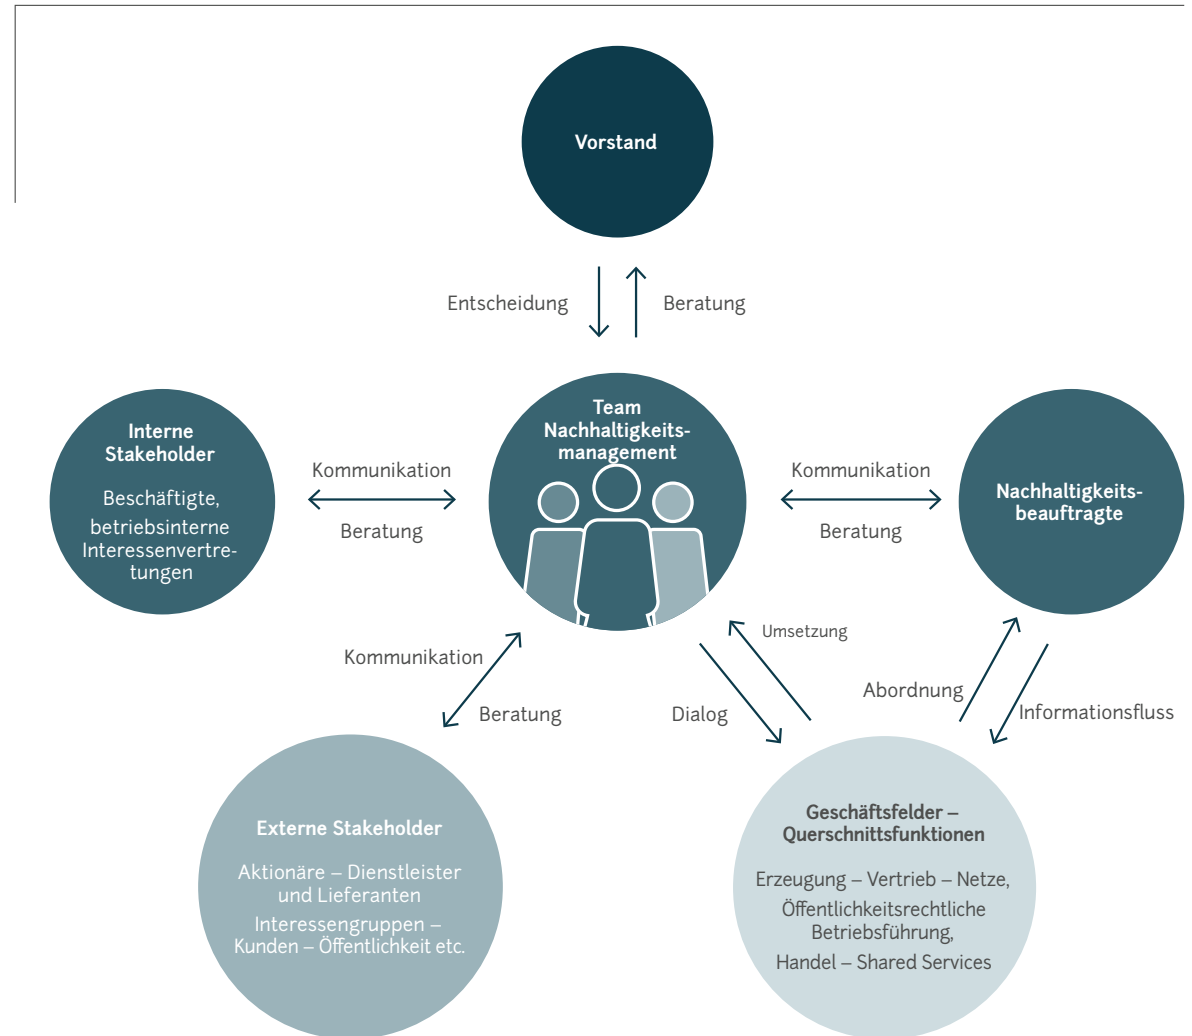 Vorstand
Entscheidung
Beratung
Interne
Stakeholder
Beschäftigte,
betriebsinterne
Interessenvertre-
tungen
Kommunikation
Beratung
Team
Nachhaltigkeits-
management
Kommunikation
Beratung
Nachhaltigkeits-
beauftragte
Kommunikation
Beratung
Umsetzung
Dialog
Abordnung
Informationsfluss
Externe Stakeholder
Aktionäre – Dienstleister
und Lieferanten
Interessengruppen –
Kunden – Öffentlichkeit etc.
Geschäftsfelder –
Querschnittsfunktionen
Erzeugung – Vertrieb – Netze,
Öffentlichkeitsrechtliche
Betriebsführung,
Handel – Shared Services